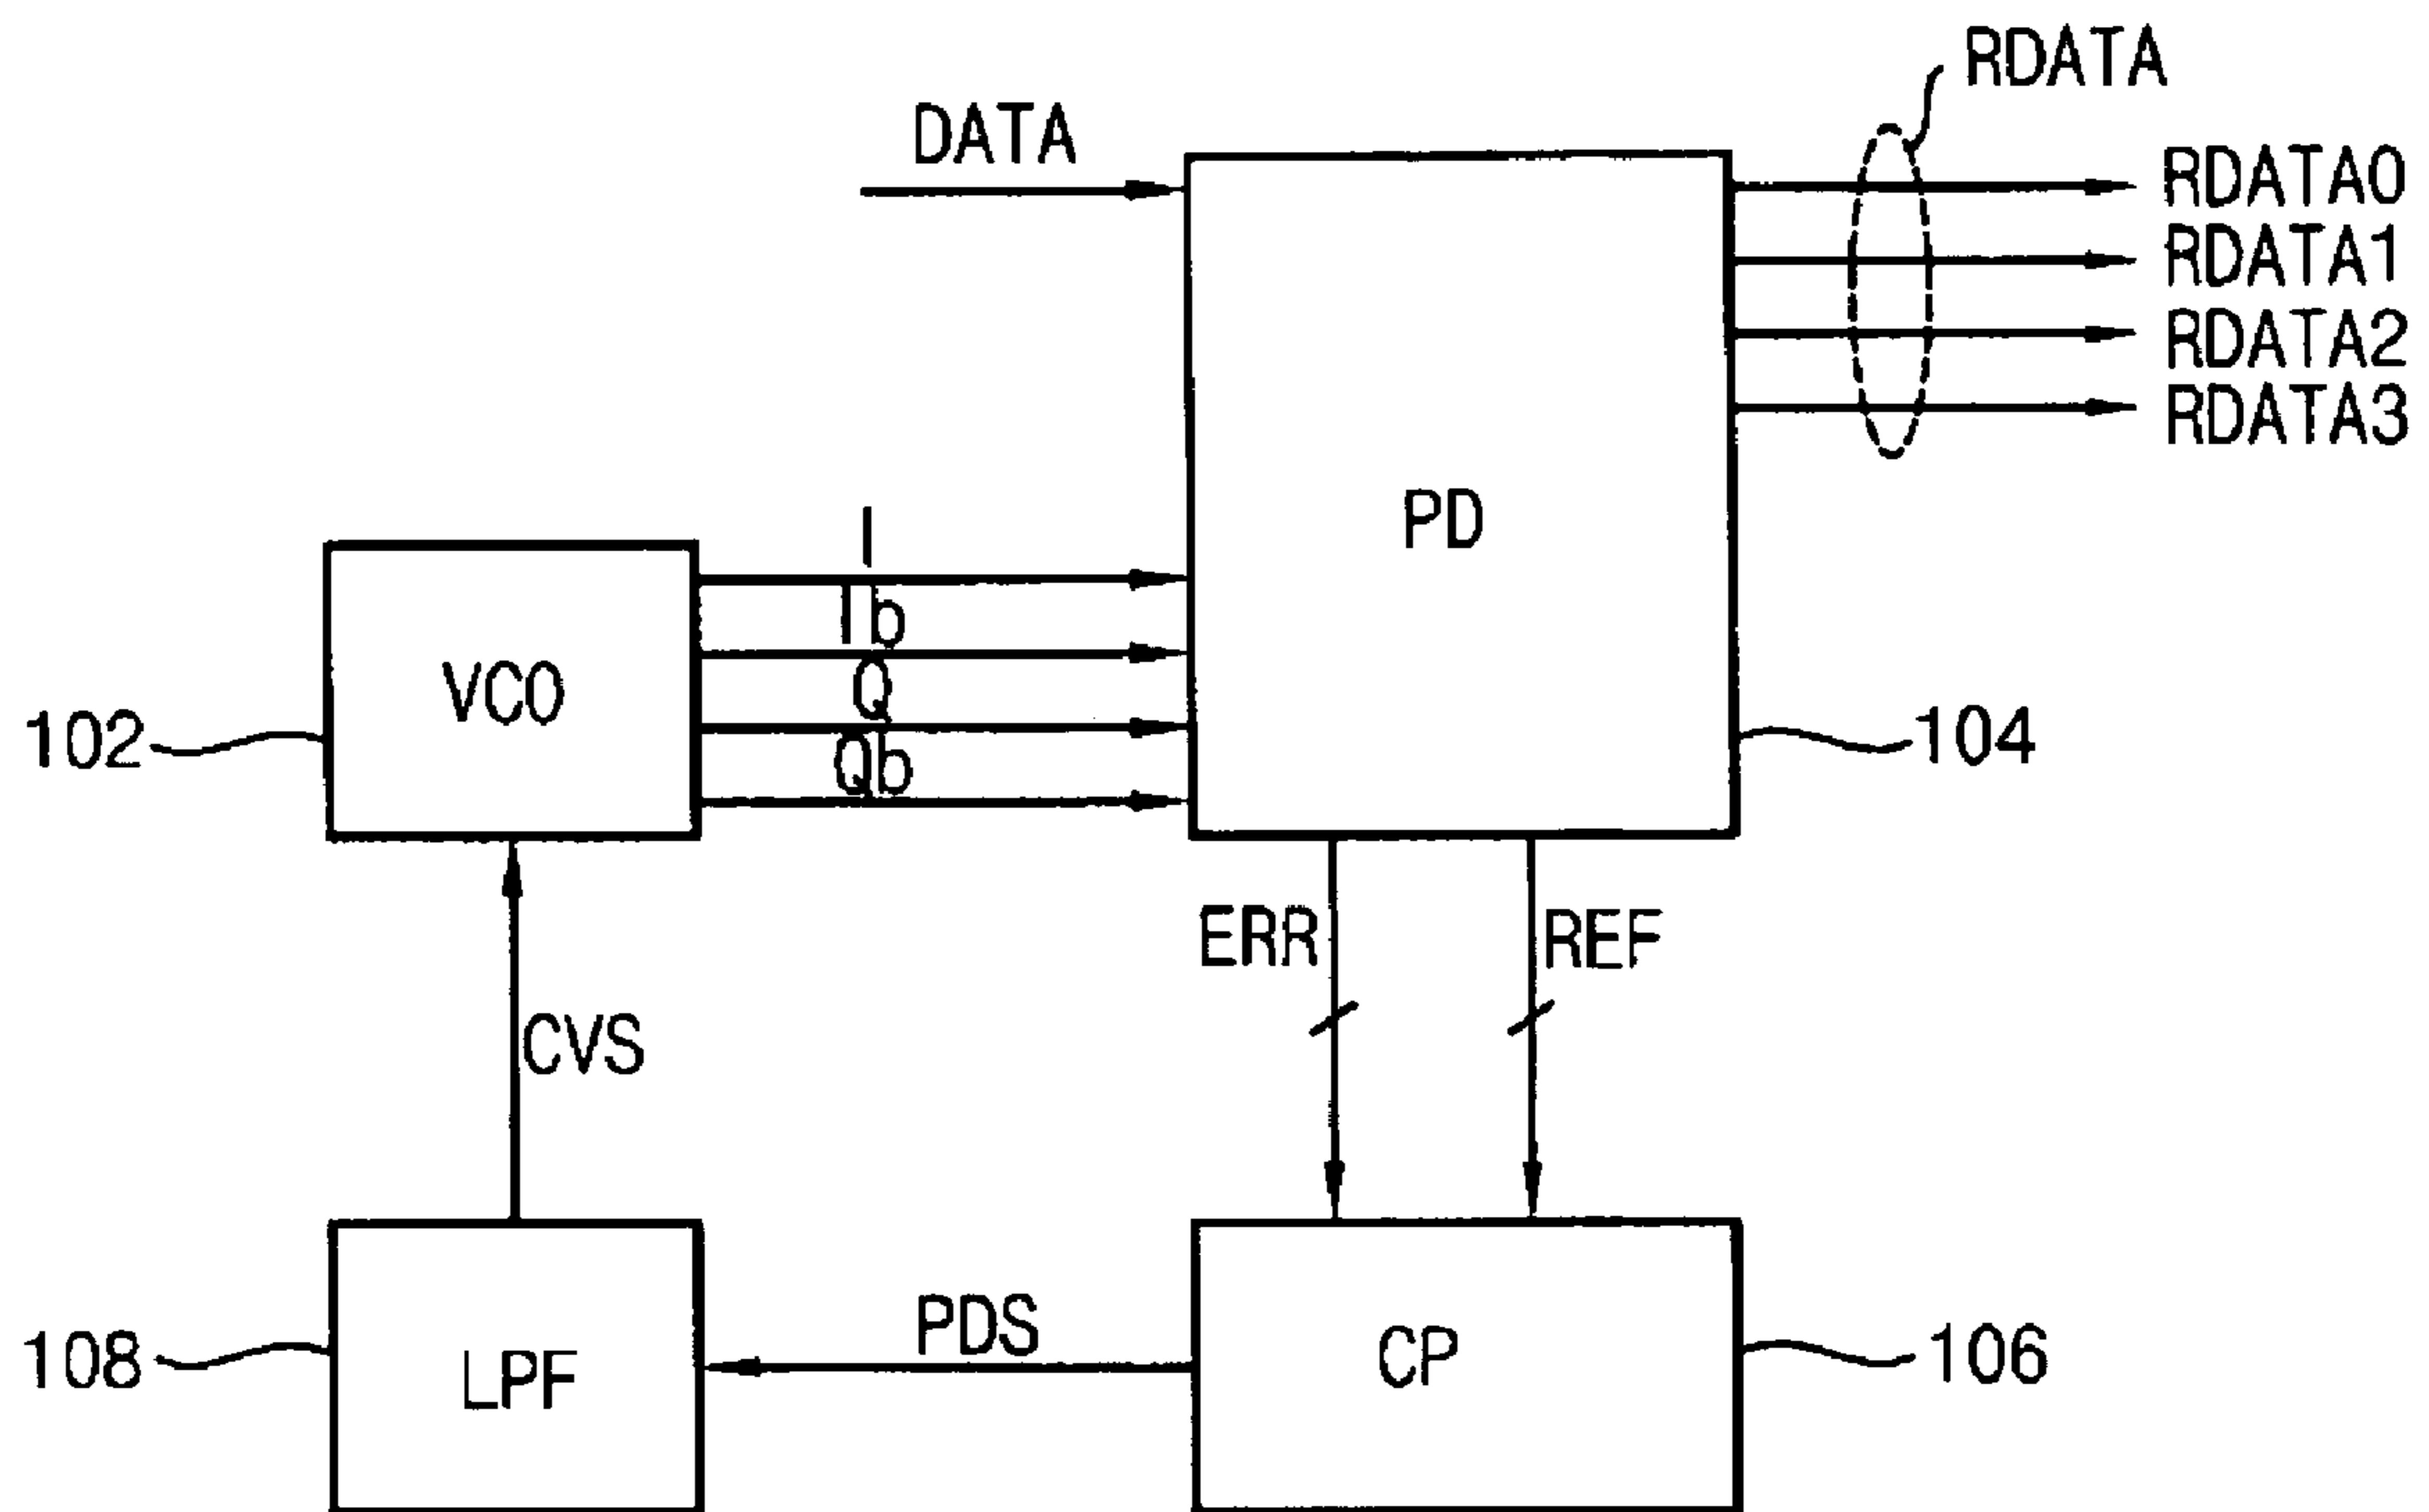 RDATA
DATA
RDATA0
RDATA1
RDATA2
RDATA3
PD
I
Ib
Q
Qb
VCO
102
104
ERR
REF
CVS
PDS
108
LPF
CP
106